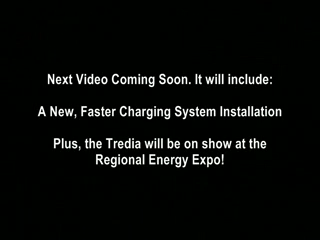 Next Video Coming Soon. It will include:
A New, Faster Charging System Installation
Plus, the Tredia will be on show at the
Regional Energy Expo!